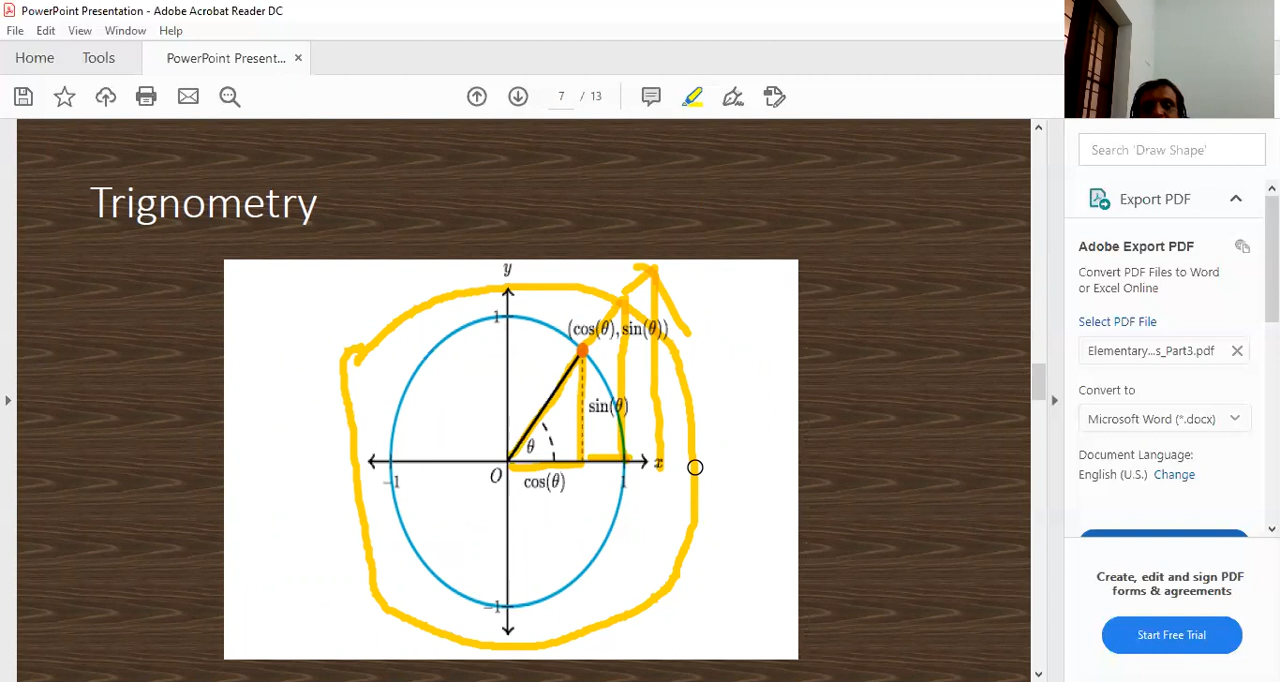 PowerPoint Presentation - Adobe Acrobat Reader DC
File Edit View Window Help
Home Tools PowerPoint Present... ×
7 / 13
Search 'Draw Shape'
Export PDF
Adobe Export PDF
Convert PDF Files to Word
or Excel Online
Select PDF File
Elementary...s_Part3.pdf
Convert to
Microsoft Word (*.docx)
Document Language:
English (U.S.) Change
Create, edit and sign PDF
forms & agreements
Start Free Trial
Trignometry
y
1
(cos(θ), sin(θ))
sin(θ)
θ
x
O
−1
cos(θ)
1
−1